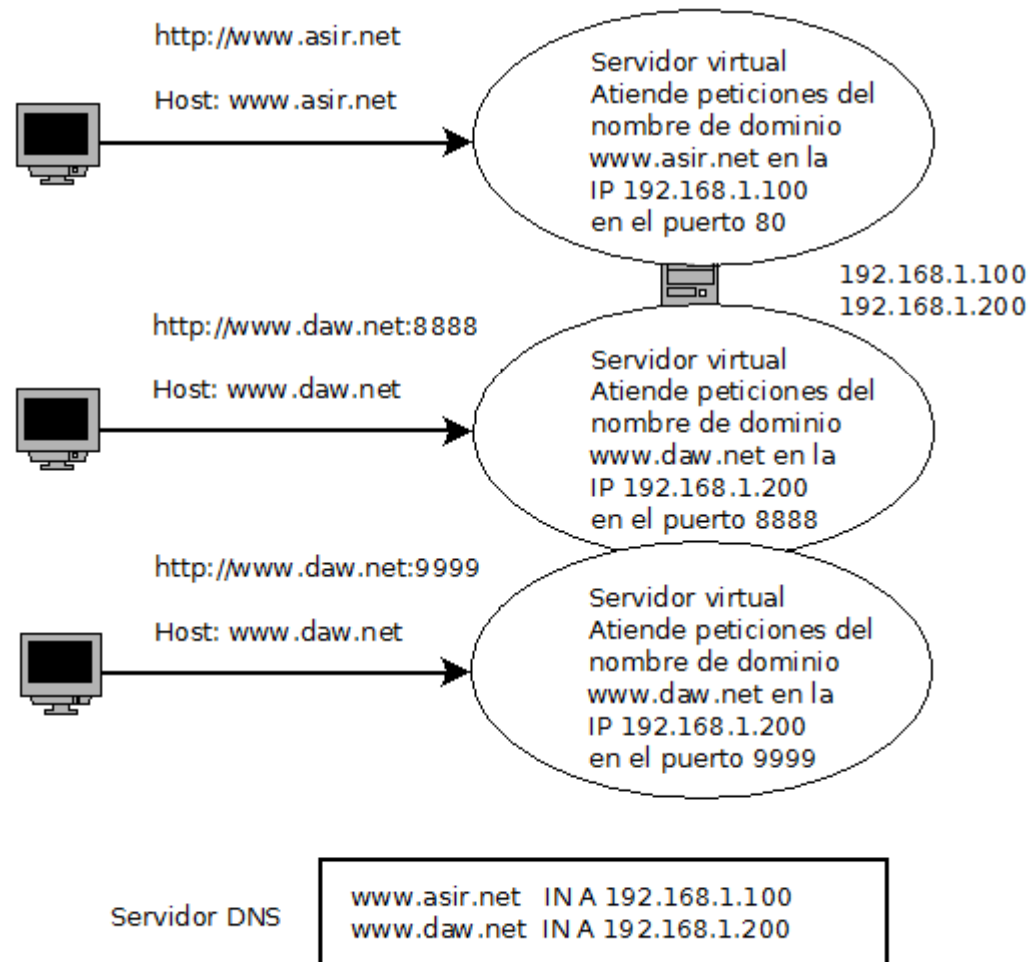 http://www.asir.net
Host: www.asir.net
Servidor virtual
Atiende peticiones del
nombre de dominio
www.asir.net en la
IP 192.168.1.100
en el puerto 80
192.168.1.100
192.168.1.200
http://www.daw.net:8888
Host: www.daw.net
Servidor virtual
Atiende peticiones del
nombre de dominio
www.daw.net en la
IP 192.168.1.200
en el puerto 8888
http://www.daw.net:9999
Host: www.daw.net
Servidor virtual
Atiende peticiones del
nombre de dominio
www.daw.net en la
IP 192.168.1.200
en el puerto 9999
Servidor DNS
www.asir.net IN A 192.168.1.100
www.daw.net IN A 192.168.1.200